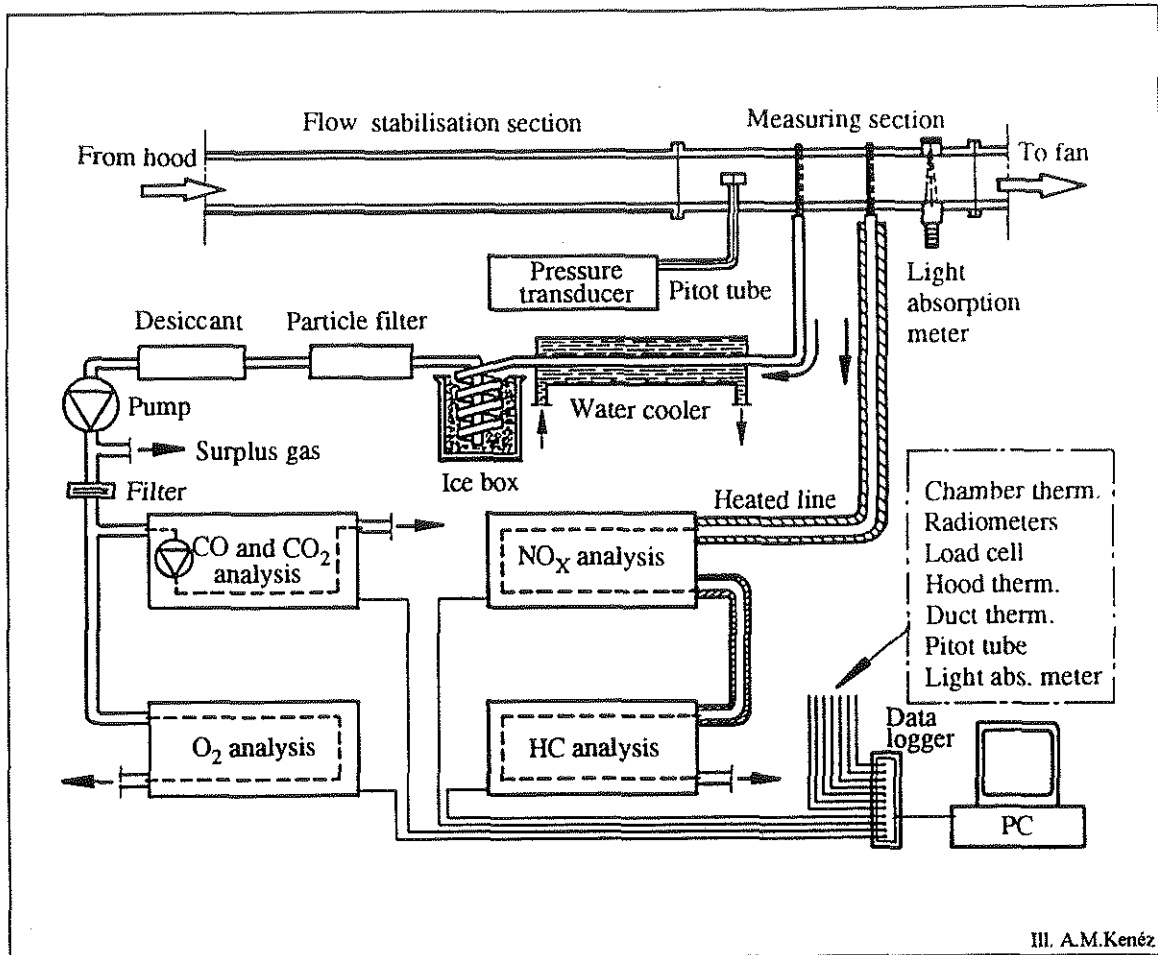 Flow stabilisation section
Measuring section
From hood
To fan
Pressure
transducer
Pitot tube
Light
absorption
meter
Desiccant
Particle filter
Pump
Water cooler
Surplus gas
Ice box
Filter
Heated line
CO and CO2
analysis
NOX analysis
Chamber therm.
Radiometers
Load cell
Hood therm.
Duct therm.
Pitot tube
Light abs. meter
O2 analysis
HC analysis
Data
logger
PC
Ill. A.M.Kenéz